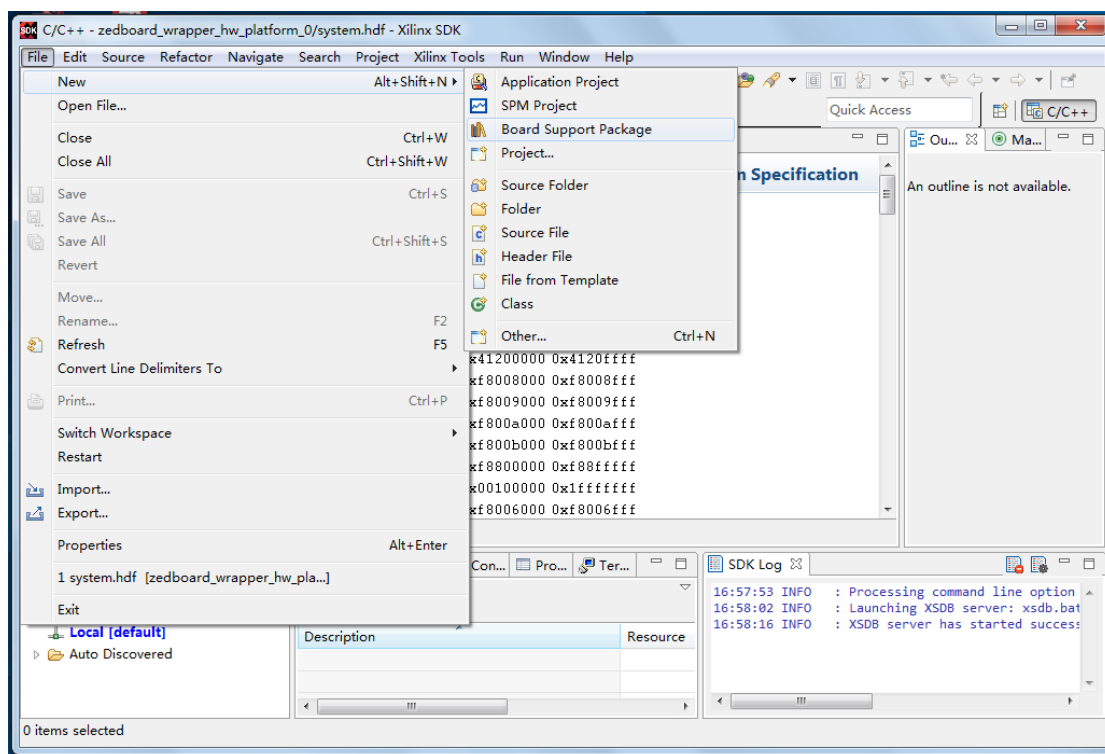 SDK C/C++ - zedboard_wrapper_hw_platform_0/system.hdf - Xilinx SDK
File Edit Source Refactor Navigate Search Project Xilinx Tools Run Window Help
New Alt+Shift+N
Open File...
Close Ctrl+W
Close All Ctrl+Shift+W
Save Ctrl+S
Save As...
Save All Ctrl+Shift+S
Revert
Move...
Rename... F2
Refresh F5
Convert Line Delimiters To
Print... Ctrl+P
Switch Workspace
Restart
Import...
Export...
Properties Alt+Enter
1 system.hdf [zedboard_wrapper_hw_pla...]
Exit
Application Project
SPM Project
Board Support Package
Project...
Source Folder
Folder
Source File
Header File
File from Template
Class
Other... Ctrl+N
Quick Access
C/C++
n Specification
Ou... Ma...
An outline is not available.
x41200000 0x4120ffff
xf8008000 0xf8008fff
xf8009000 0xf8009fff
xf800a000 0xf800afff
xf800b000 0xf800bfff
xf8800000 0xf88fffff
x00100000 0x1fffffff
xf8006000 0xf8006fff
Local [default]
Auto Discovered
Con... Pro... Ter...
Description Resource
SDK Log
16:57:53 INFO : Processing command line option
16:58:02 INFO : Launching XSDB server: xsdb.bat
16:58:16 INFO : XSDB server has started success
0 items selected